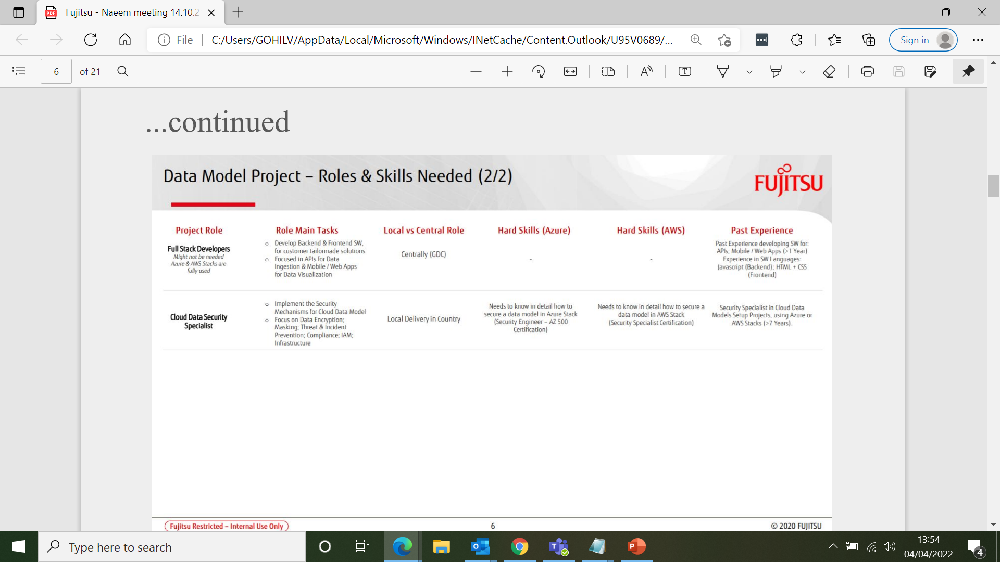 Fujitsu - Naeem meeting 14.10.2
File
C:/Users/GOHILV/AppData/Local/Microsoft/Windows/INetCache/Content.Outlook/U95V0689/...
Sign in
6
of 21
...continued
Data Model Project – Roles & Skills Needed (2/2)
FUJITSU
Project Role
Role Main Tasks
Local vs Central Role
Hard Skills (Azure)
Hard Skills (AWS)
Past Experience
Full Stack Developers
Might not be needed
Azure & AWS Stacks are
fully used
o Develop Backend & Frontend SW,
for customer tailormade solutions
o Focused in APIs for Data
Ingestion & Mobile / Web Apps
for Data Visualization
Centrally (GDC)
-
-
Past Experience developing SW for:
APIs; Mobile / Web Apps (>1 Year)
Experience in SW Languages:
Javascript (Backend); HTML + CSS
(Frontend)
Cloud Data Security
Specialist
o Implement the Security
Mechanisms for Cloud Data Model
o Focus on Data Encryption;
Masking; Threat & Incident
Prevention; Compliance; IAM;
Infrastructure
Local Delivery in Country
Needs to know in detail how to
secure a data model in Azure Stack
(Security Engineer – AZ 500
Certification)
Needs to know in detail how to secure a
data model in AWS Stack
(Security Specialist Certification)
Security Specialist in Cloud Data
Models Setup Projects, using Azure or
AWS Stacks (>7 Years).
Fujitsu Restricted – Internal Use Only
6
© 2020 FUJITSU
Type here to search
13:54
04/04/2022
4